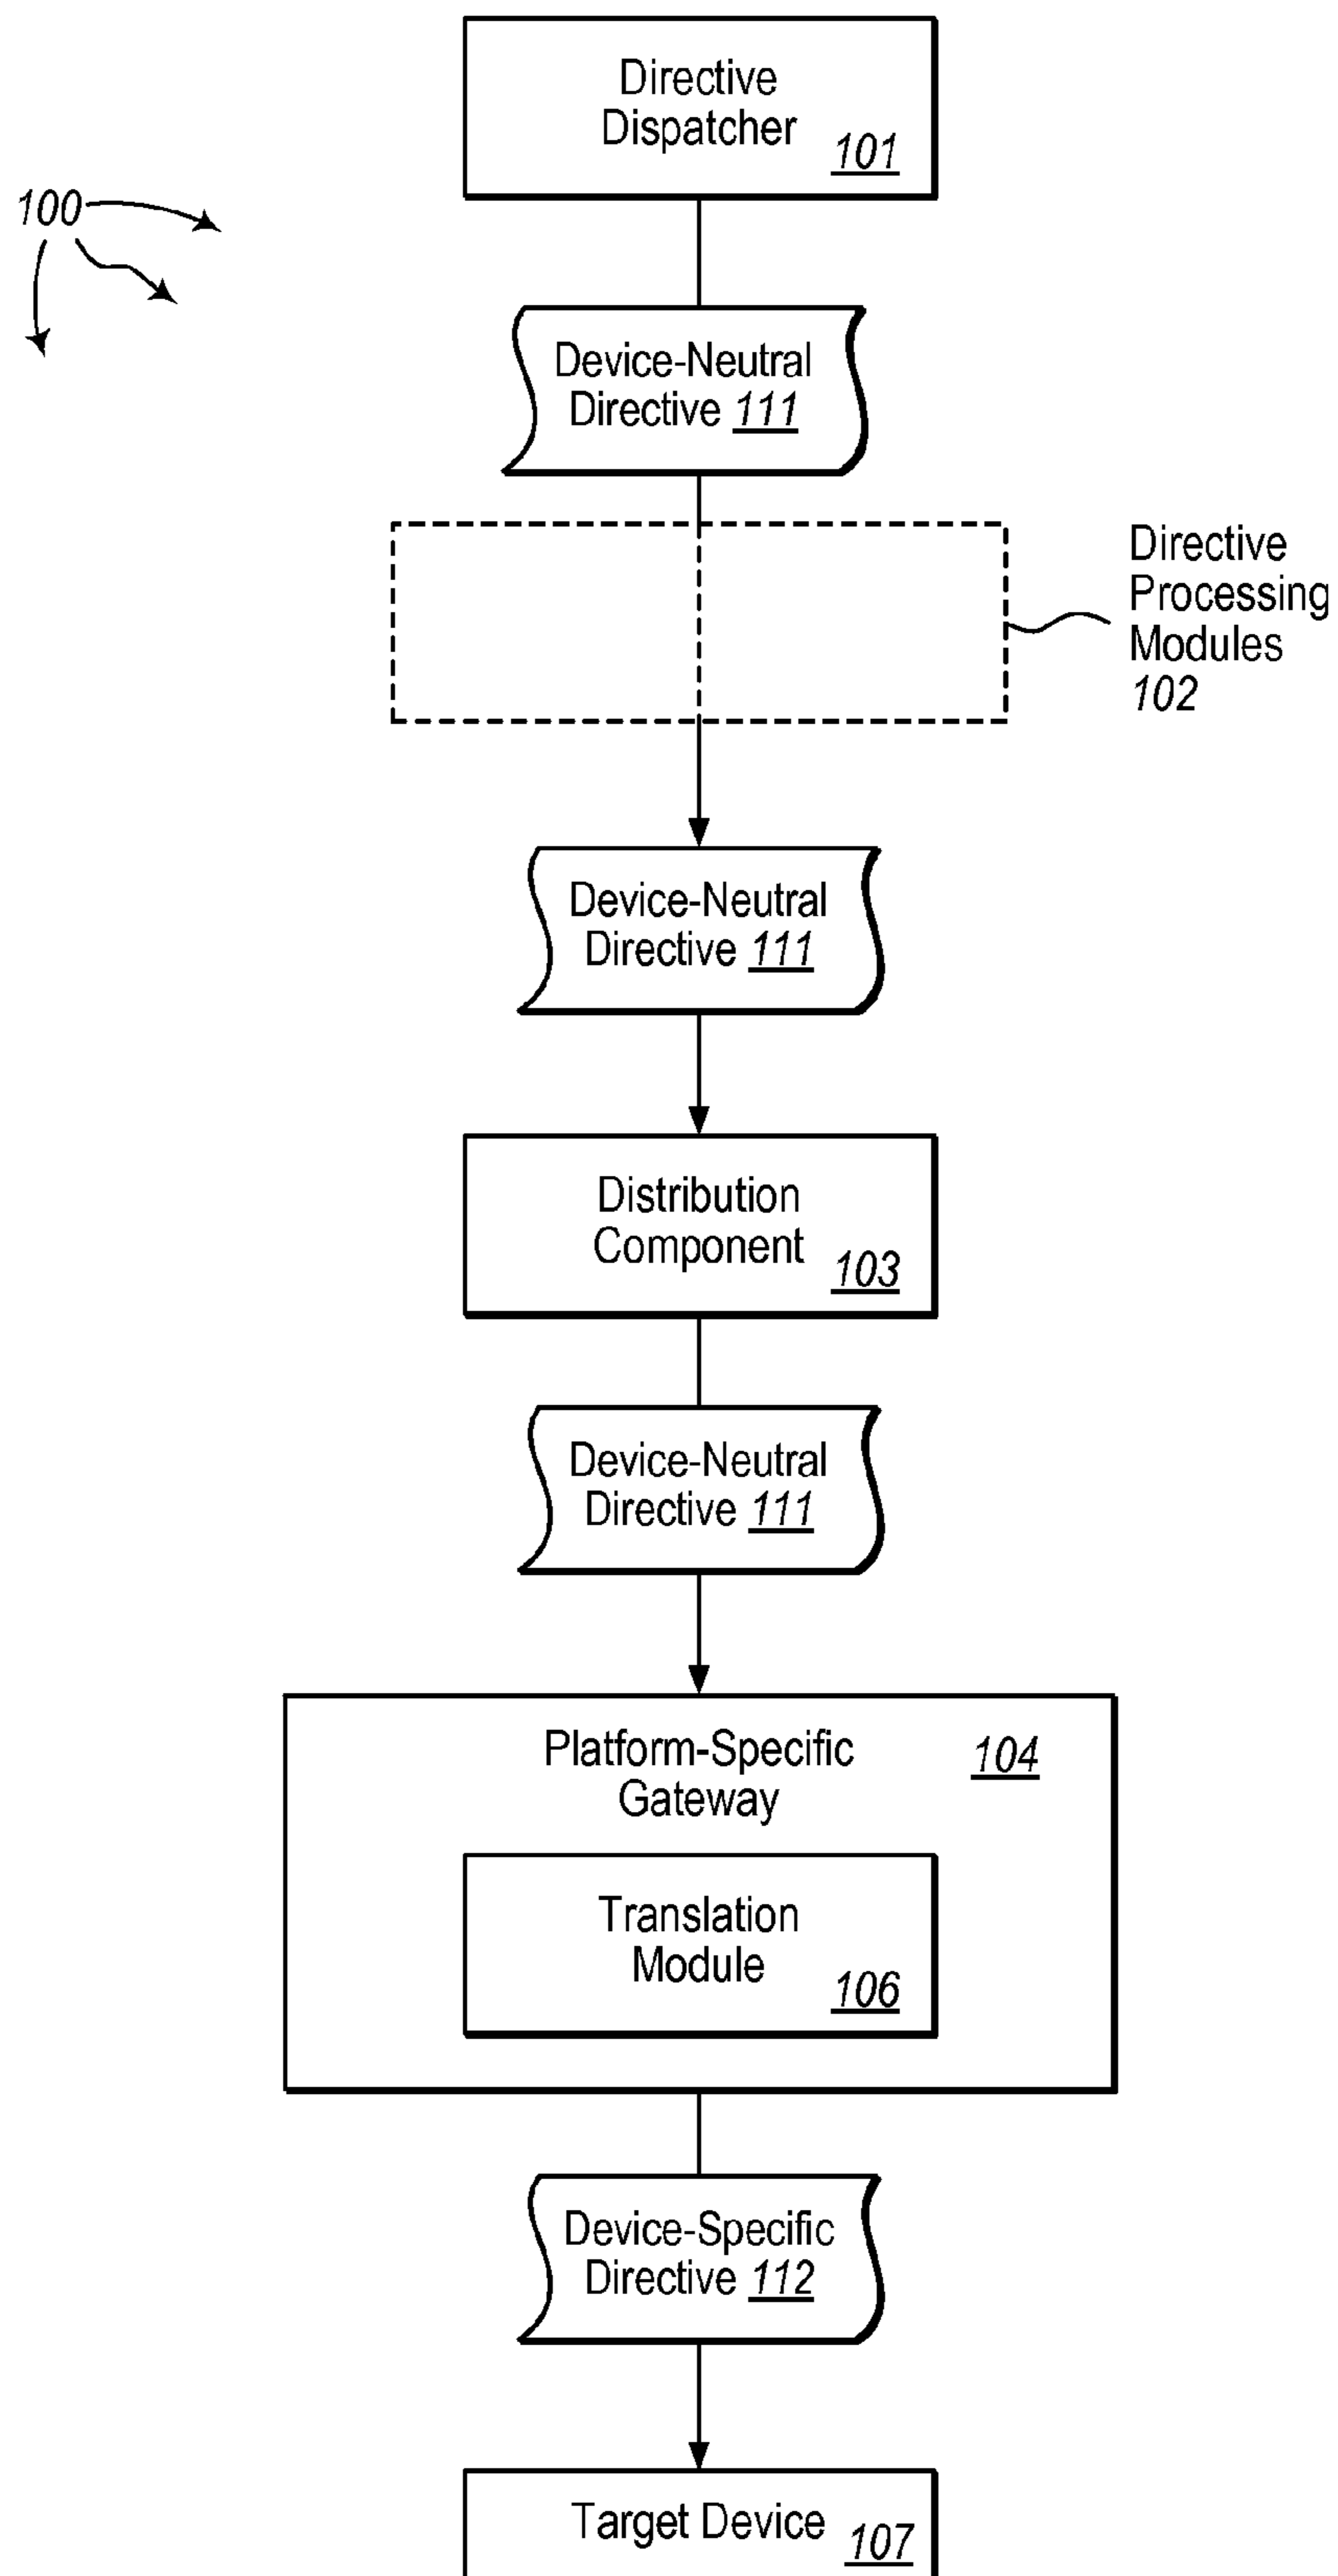 Directive
Dispatcher
101
100
Device-Neutral
Directive 111
Directive
Processing
Modules
102
Device-Neutral
Directive 111
Distribution
Component
103
Device-Neutral
Directive 111
Platform-Specific
Gateway
104
Translation
Module
106
Device-Specific
Directive 112
Target Device
107